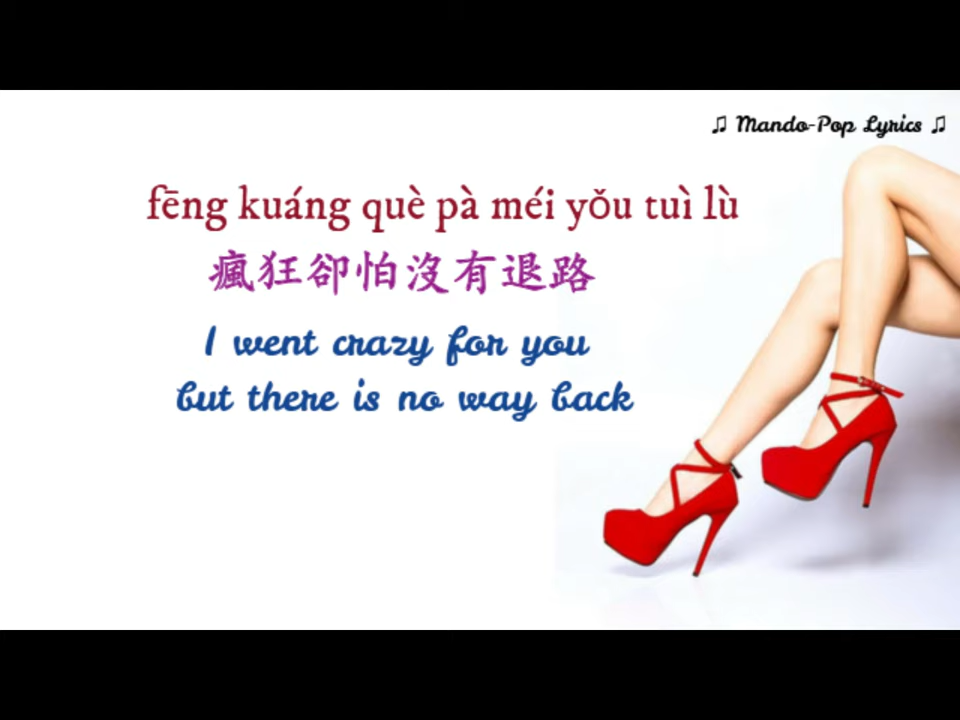 ♫ Mando-Pop Lyrics ♫
fēng kuáng què pà méi yǒu tuì lù
瘋狂卻怕沒有退路
I went crazy for you
but there is no way back